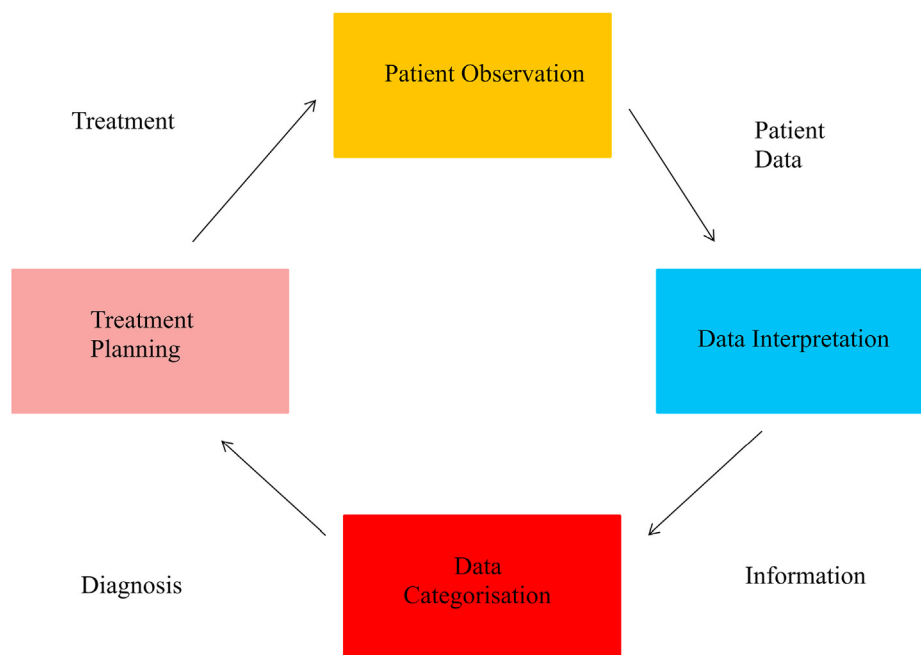 Patient Observation
Treatment
Patient
Data
Treatment
Planning
Data Interpretation
Data
Categorisation
Diagnosis
Information